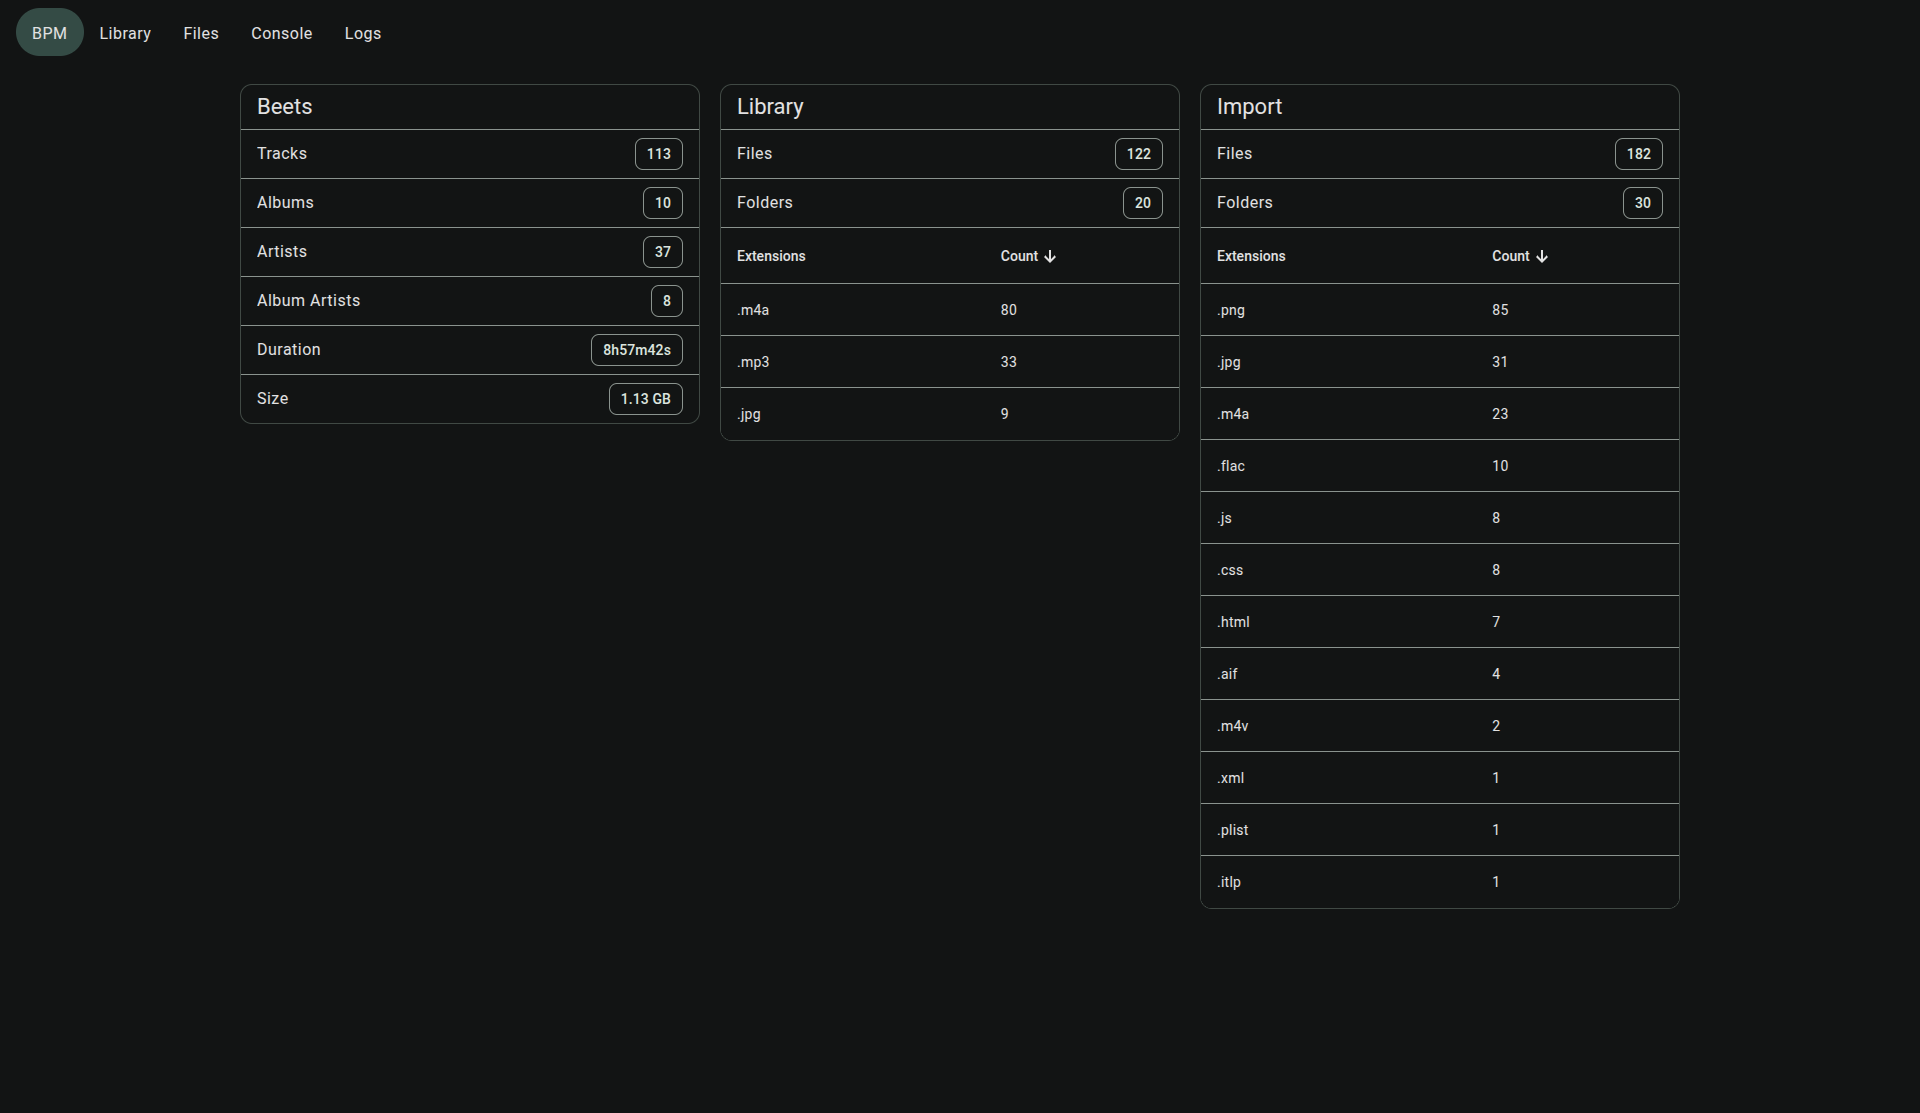 BPM Library Files Console Logs
Beets
Tracks 113
Albums 10
Artists 37
Album Artists 8
Duration 8h57m42s
Size 1.13 GB
Library
Files 122
Folders 20
Extensions Count
.m4a 80
.mp3 33
.jpg 9
Import
Files 182
Folders 30
Extensions Count
.png 85
.jpg 31
.m4a 23
.flac 10
.js 8
.css 8
.html 7
.aif 4
.m4v 2
.xml 1
.plist 1
.itlp 1